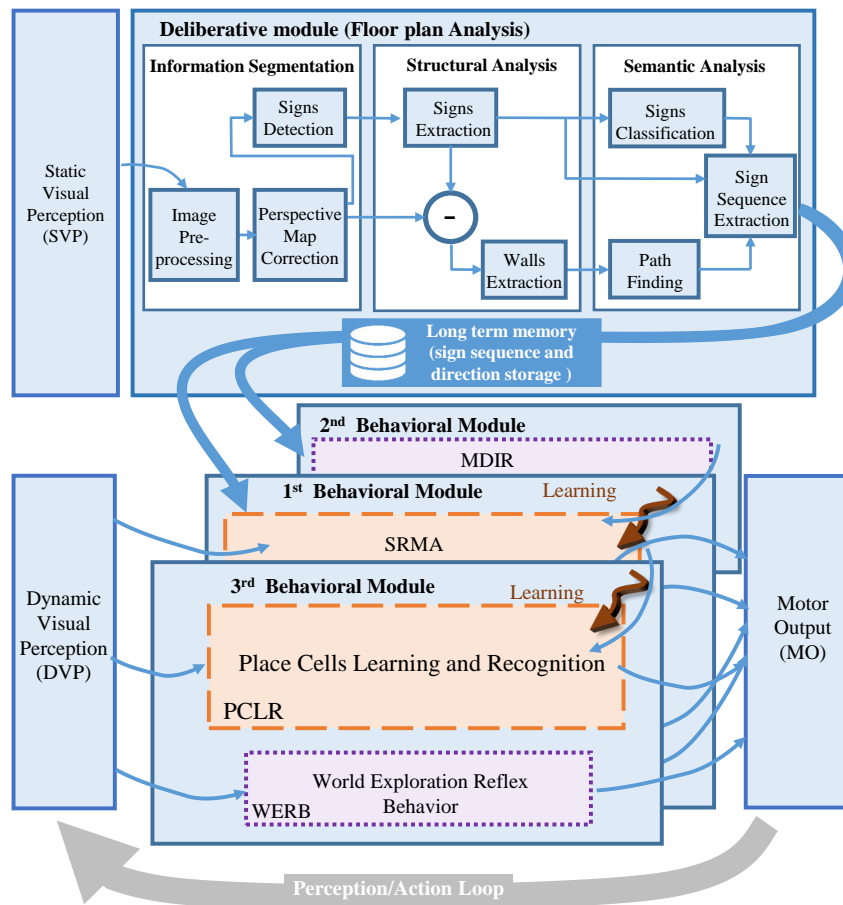 Deliberative module (Floor plan Analysis)
Information Segmentation
Structural Analysis
Semantic Analysis
Signs
Detection
Signs
Extraction
Signs
Classification
Static
Visual
Perception
(SVP)
Image
Pre-
processing
Perspective
Map
Correction
-
Sign
Sequence
Extraction
Walls
Extraction
Path
Finding
Long term memory
(sign sequence and
direction storage )
2nd Behavioral Module
MDIR
1st Behavioral Module
Learning
SRMA
3rd Behavioral Module
Learning
Dynamic
Visual
Perception
(DVP)
Place Cells Learning and Recognition
PCLR
Motor
Output
(MO)
World Exploration Reflex
Behavior
WERB
Perception/Action Loop